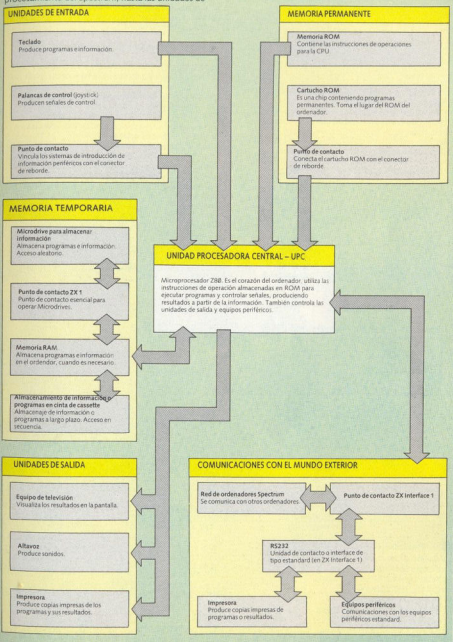 UNIDADES DE ENTRADA
Teclado
Produce programas e información.
Palancas de control (joystick)
Producen señales de control.
Punto de contacto
Vincula los sistemas de introducción de
información periféricos con el conector
de reborde.
MEMORIA PERMANENTE
Memoria ROM
Contiene las instrucciones de operaciones
para la CPU.
Cartucho ROM
Es una chip conteniendo programas
permanentes. Toma el lugar del ROM del
ordenador.
Punto de contacto
Conecta el cartucho ROM con el conector
de reborde.
MEMORIA TEMPORARIA
Microdrive para almacenar
información
Almacena programas e información.
Acceso aleatorio.
Punto de contacto ZX 1
Punto de contacto esencial para
operar Microdrives.
Memoria RAM
Almacena programas e información
en el ordendor, cuando es necesario.
Almacenamiento de información o
programas en cinta de cassette
Almacenaje de información o
programas a largo plazo. Acceso en
secuencia.
UNIDAD PROCESADORA CENTRAL – UPC
Microprocesador Z80. Es el corazón del ordenador, utiliza las
instrucciones de operación almacenadas en ROM para
ejecutar programas y controlar señales, produciendo
resultados a partir de la información. También controla las
unidades de salida y equipos periféricos.
UNIDADES DE SALIDA
Equipo de televisión
Visualiza los resultados en la pantalla.
Altavoz
Produce sonidos.
Impresora
Produce copias impresas de los
programas y sus resultados.
COMUNICACIONES CON EL MUNDO EXTERIOR
Red de ordenadores Spectrum
Se comunica con otros ordenadores
Punto de contacto ZX Interface 1
RS232
Unidad de contacto o interface de
tipo estandard (en ZX Interface 1)
Impresora
Produce copias impresas de
programas o resultados.
Equipos periféricos
Comunicaciones con los equipos
periféricos estandard.